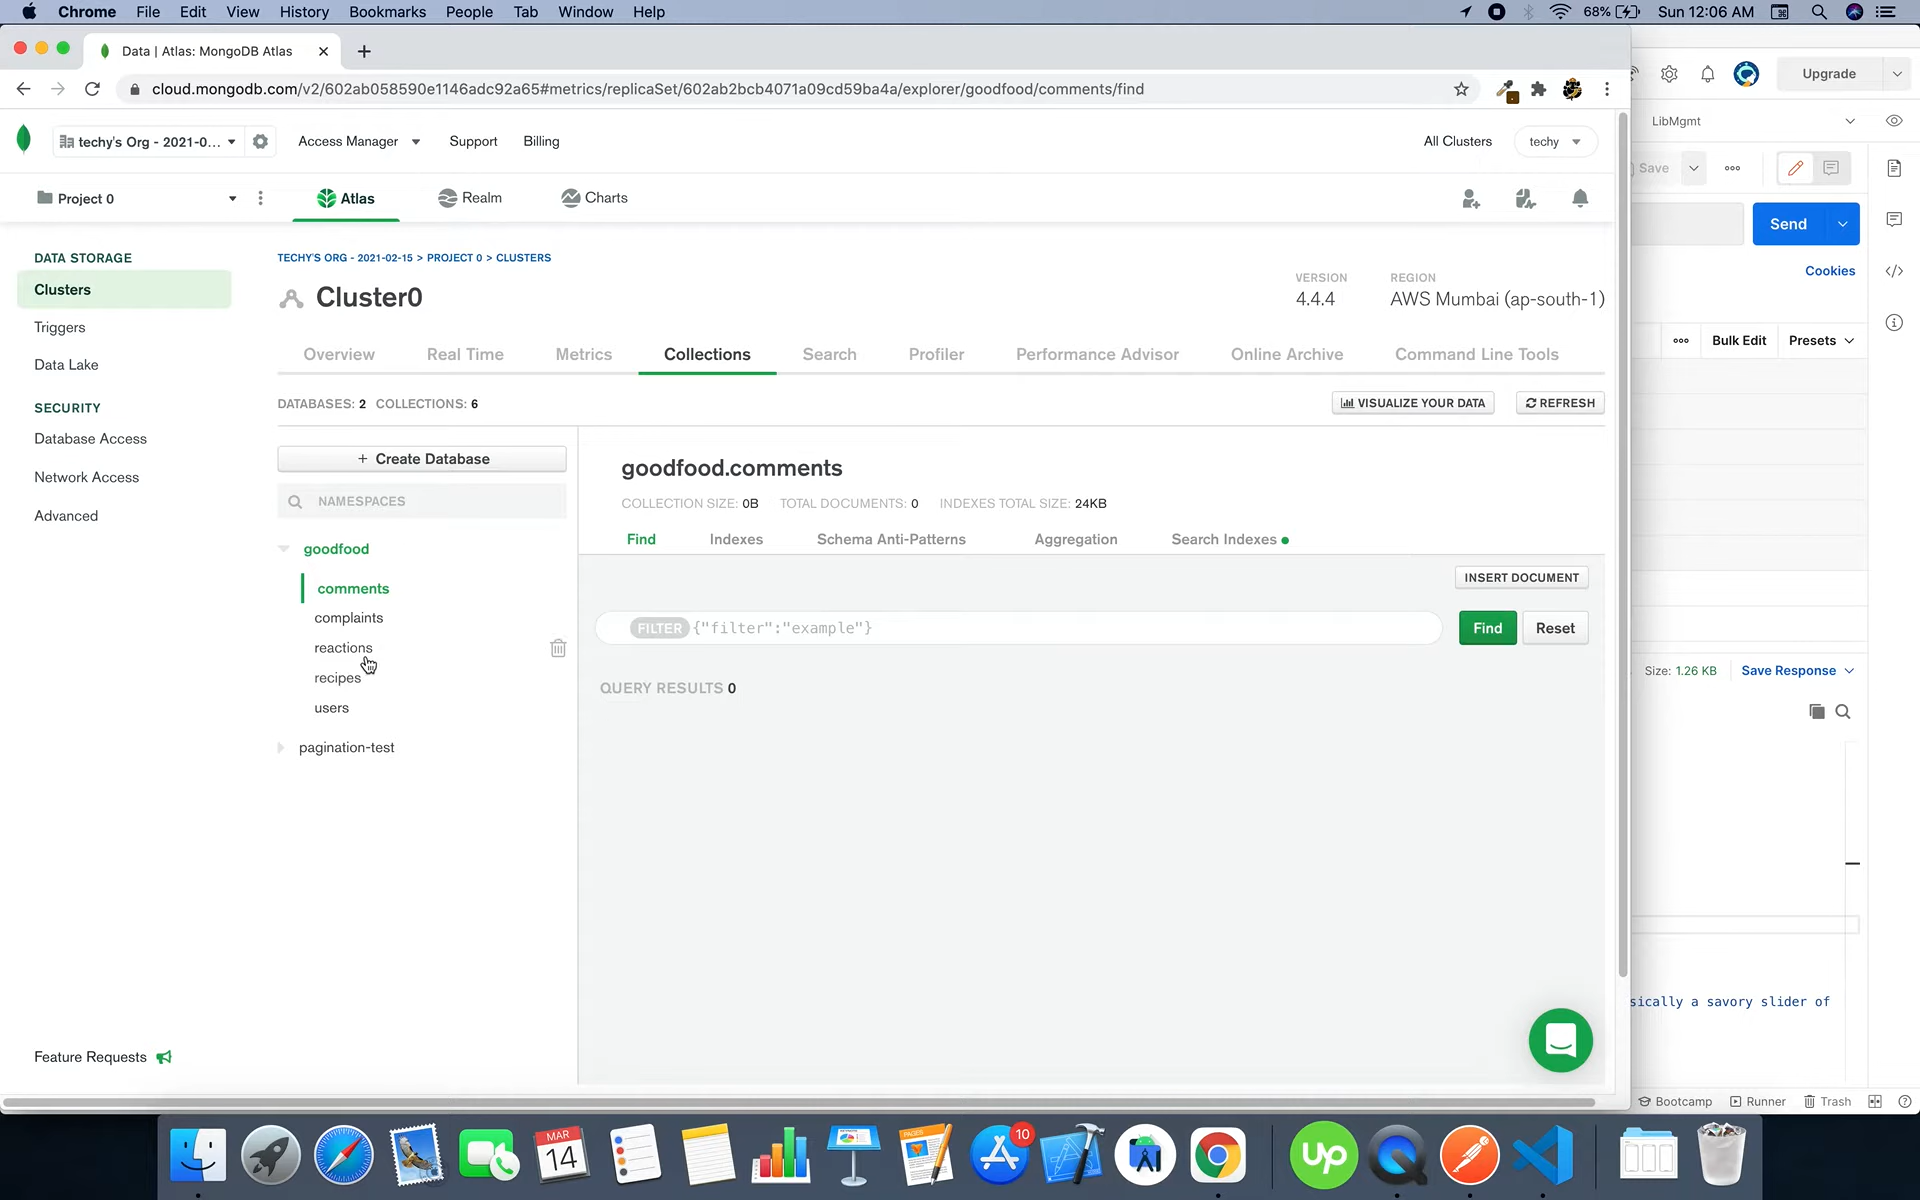 Chrome File Edit View History Bookmarks People Tab Window Help
68% Sun 12:06 AM
Data | Atlas: MongoDB Atlas
cloud.mongodb.com/v2/602ab058590e1146adc92a65#metrics/replicaSet/602ab2bcb4071a09cd59ba4a/explorer/goodfood/comments/find
Upgrade
techy's Org - 2021-0... Access Manager Support Billing All Clusters techy
LibMgmt
Save
Project 0 Atlas Realm Charts
Send
Cookies
DATA STORAGE
Clusters
Triggers
Data Lake
SECURITY
Database Access
Network Access
Advanced
Feature Requests
TECHY'S ORG - 2021-02-15 > PROJECT 0 > CLUSTERS
Cluster0
VERSION
4.4.4
REGION
AWS Mumbai (ap-south-1)
Overview Real Time Metrics Collections Search Profiler Performance Advisor Online Archive Command Line Tools
Bulk Edit Presets
DATABASES: 2 COLLECTIONS: 6
VISUALIZE YOUR DATA REFRESH
+ Create Database
NAMESPACES
goodfood
comments
complaints
reactions
recipes
users
pagination-test
goodfood.comments
COLLECTION SIZE: 0B TOTAL DOCUMENTS: 0 INDEXES TOTAL SIZE: 24KB
Find Indexes Schema Anti-Patterns Aggregation Search Indexes
INSERT DOCUMENT
FILTER {"filter":"example"}
Find Reset
QUERY RESULTS 0
Size: 1.26 KB Save Response
sically a savory slider of
Bootcamp Runner Trash
MAR
14
PAGES
10
Up